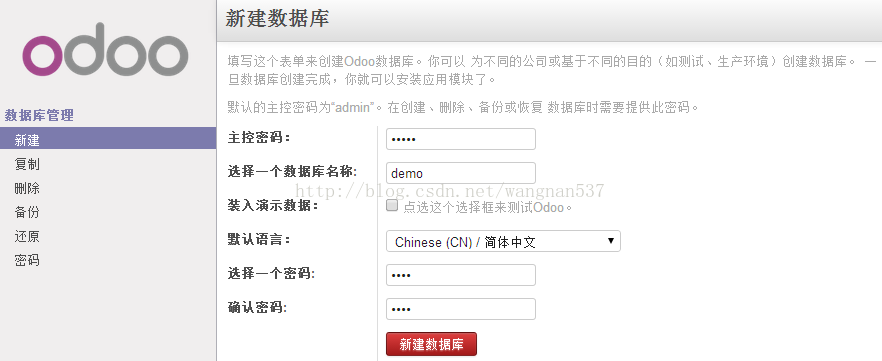 odoo
新建数据库
填写这个表单来创建Odoo数据库。你可以 为不同的公司或基于不同的目的（如测试、生产环境）创建数据库。 一
旦数据库创建完成，你就可以安装应用模块了。
默认的主控密码为“admin”。在创建、删除、备份或恢复 数据库时需要提供此密码。
数据库管理
新建
复制
删除
备份
还原
密码
主控密码：
•••••
选择一个数据库名称:
demo
http://blog.csdn.net/wangnan537
装入演示数据：
点选这个选择框来测试Odoo。
默认语言：
Chinese (CN) / 简体中文
选择一个密码:
••••
确认密码:
••••
新建数据库